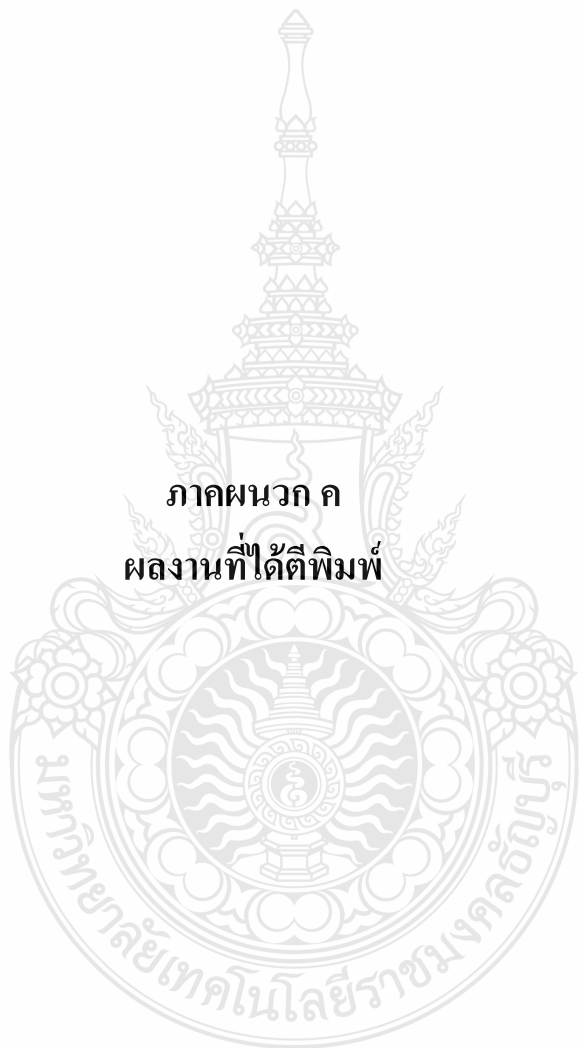 ภาคผนวก ค
ผลงานที่ได้ตีพิมพ์
มหาวิทยาลัยเทคโนโลยีราชมงคลธัญบุรี